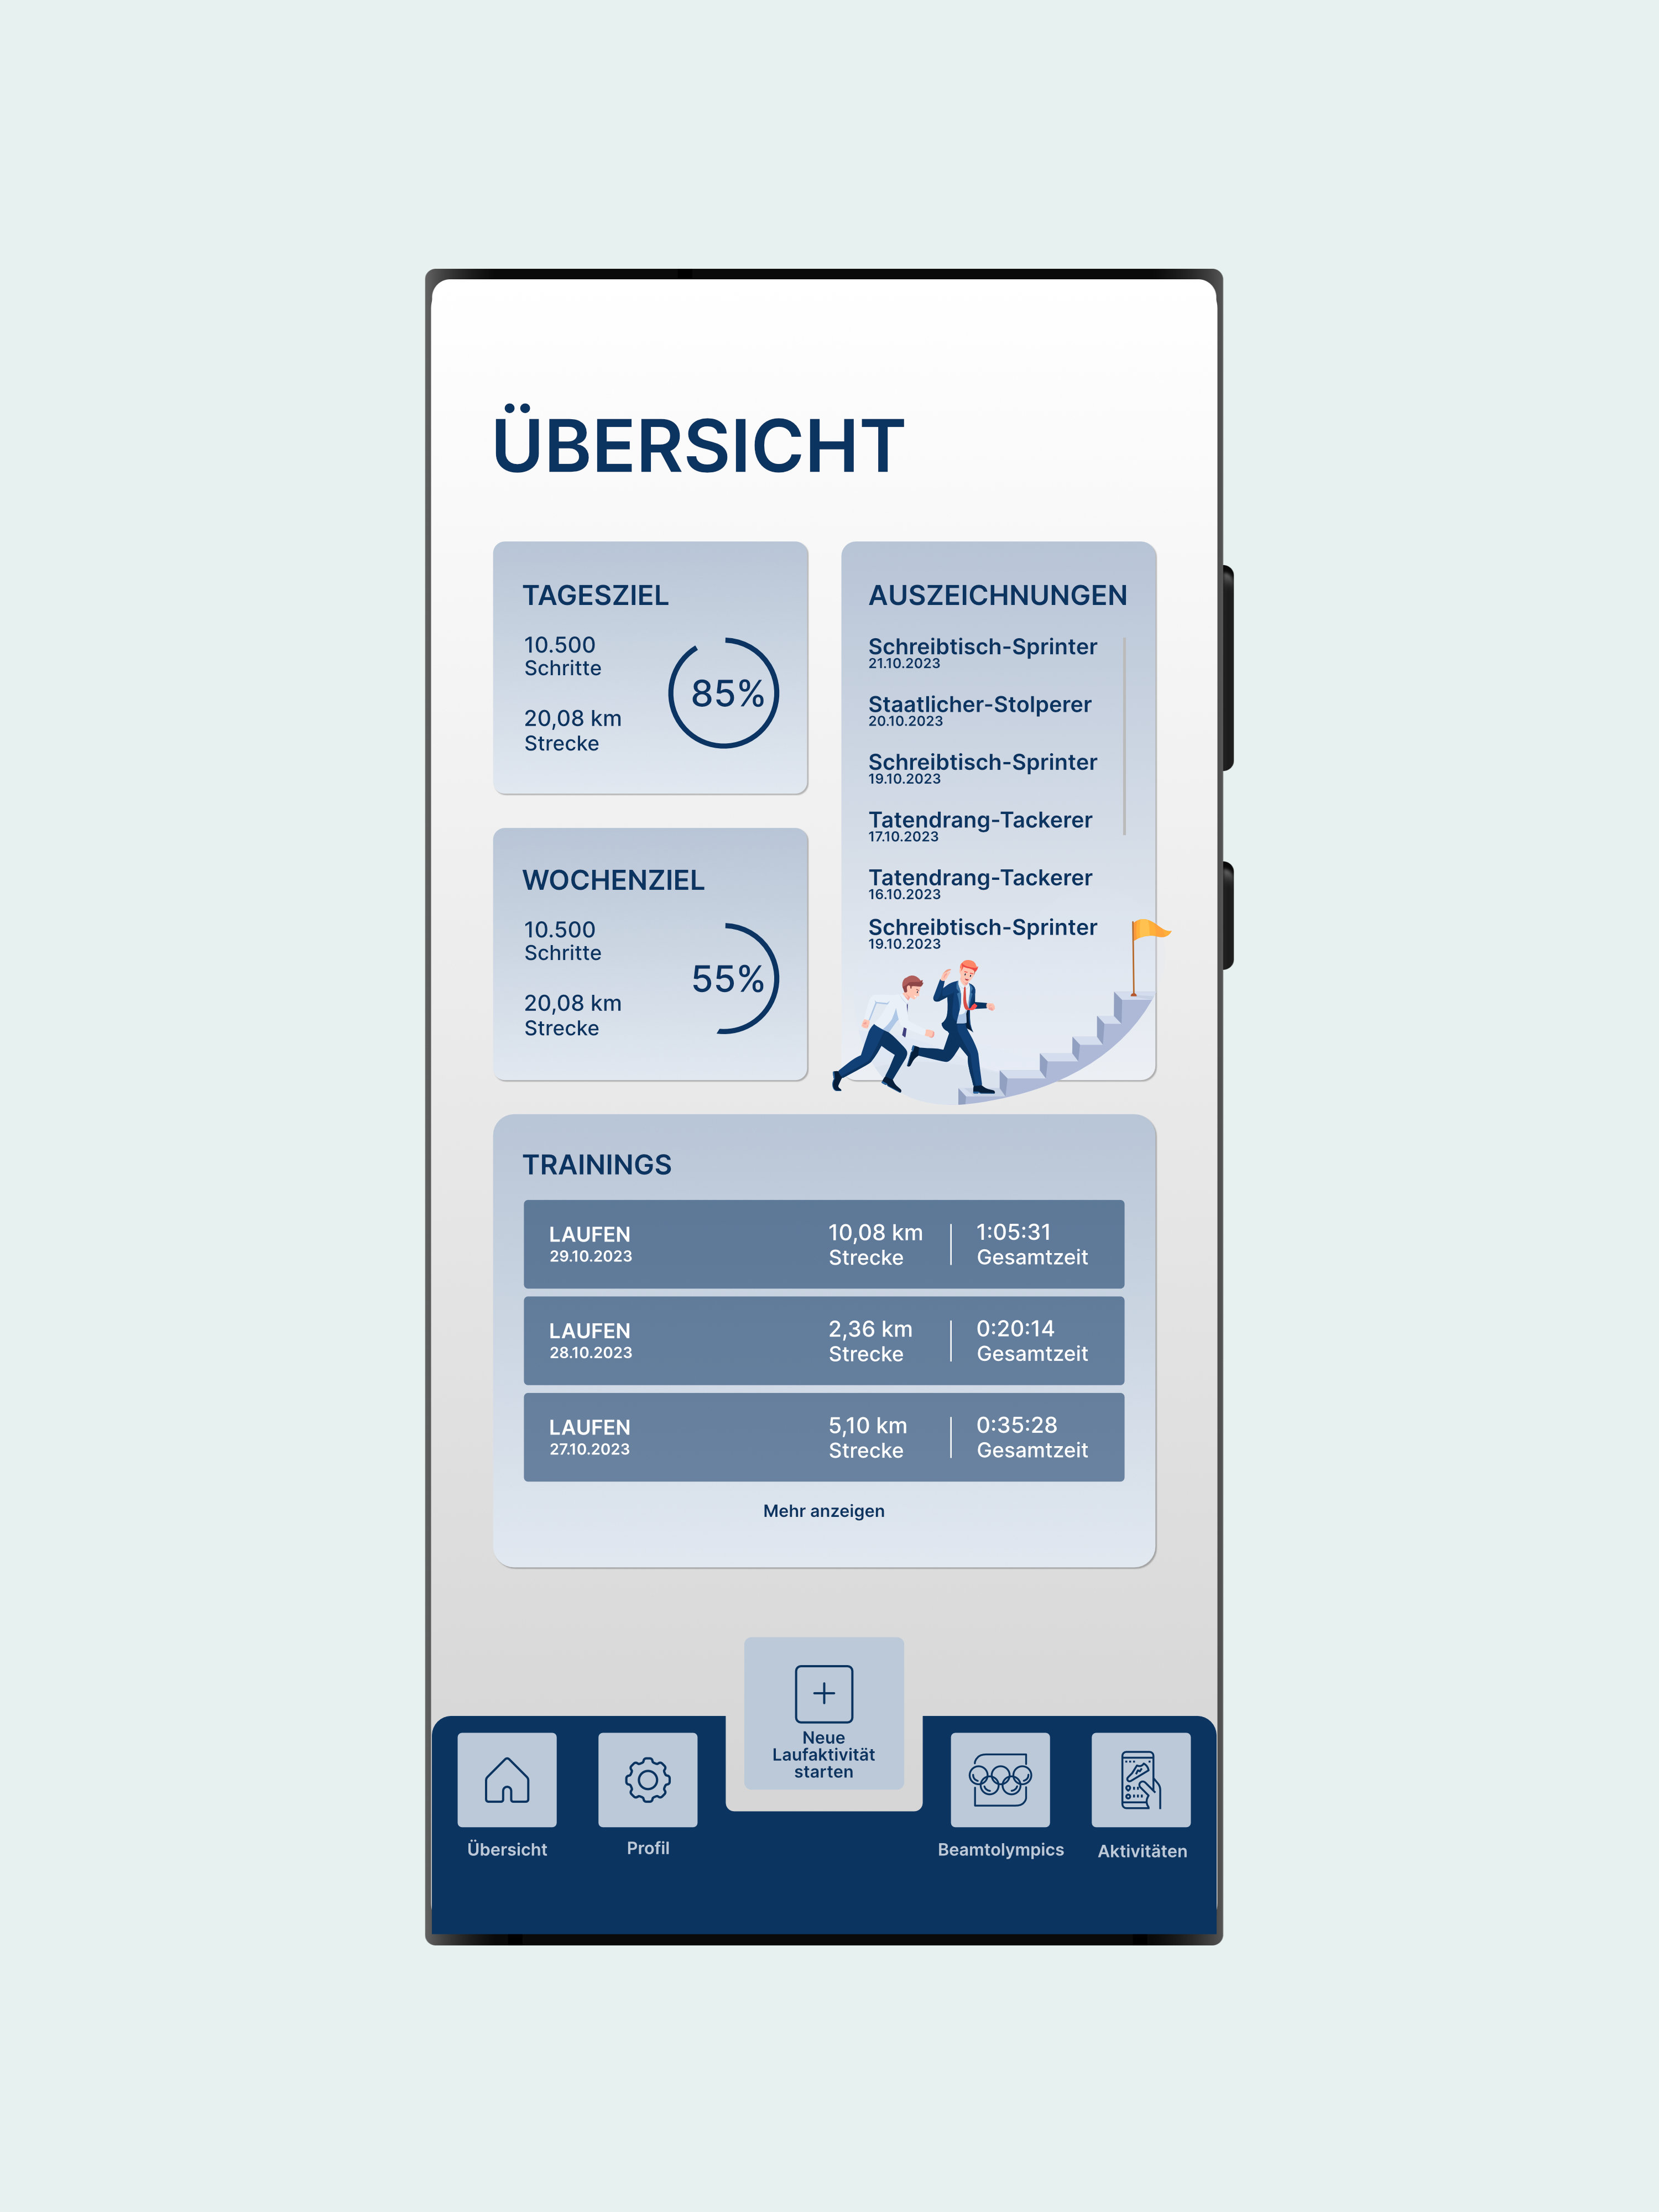 ÜBERSICHT
TAGESZIEL
10.500
Schritte
20,08 km
Strecke
85%
WOCHENZIEL
10.500
Schritte
20,08 km
Strecke
55%
AUSZEICHNUNGEN
Schreibtisch-Sprinter
21.10.2023
Staatlicher-Stolperer
20.10.2023
Schreibtisch-Sprinter
19.10.2023
Tatendrang-Tackerer
17.10.2023
Tatendrang-Tackerer
16.10.2023
Schreibtisch-Sprinter
19.10.2023
TRAININGS
LAUFEN
29.10.2023
10,08 km
Strecke
1:05:31
Gesamtzeit
LAUFEN
28.10.2023
2,36 km
Strecke
0:20:14
Gesamtzeit
LAUFEN
27.10.2023
5,10 km
Strecke
0:35:28
Gesamtzeit
Mehr anzeigen
Neue
Laufaktivität
starten
Übersicht
Profil
Beamtolympics
Aktivitäten